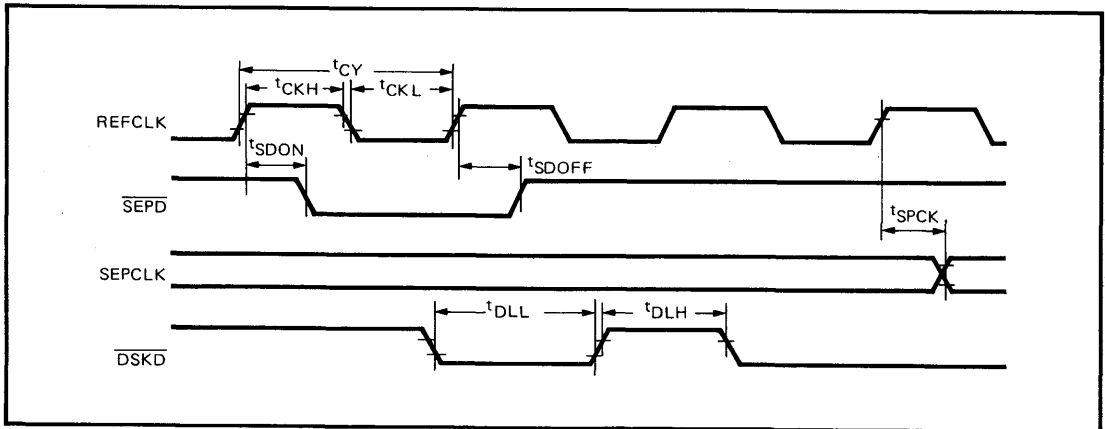 tCY
tCKH tCKL
REFCLK
tSDON tSDOFF
SEPD
tSPCK
SEPCLK
tDLL tDLH
DSKD